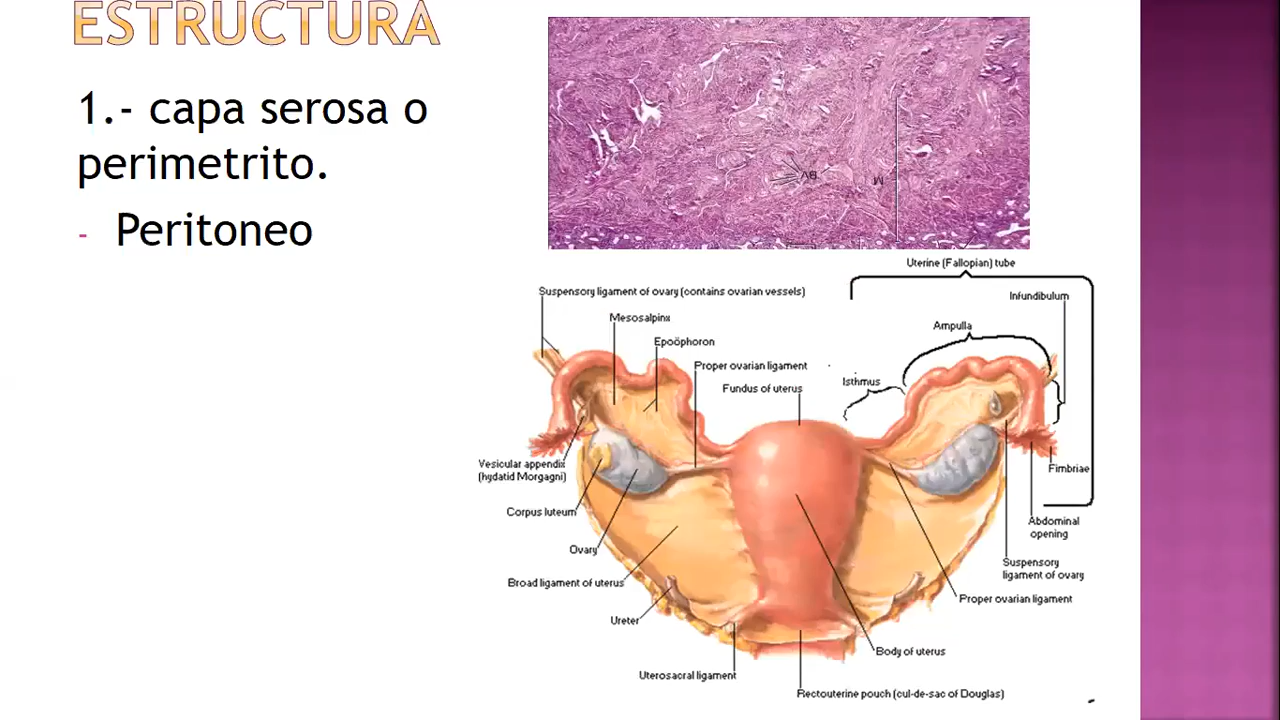 ESTRUCTURA
1.- capa serosa o
perimetrito.
- Peritoneo
BV
M
Uterine (Fallopian) tube
Suspensory ligament of ovary (contains ovarian vessels)
Infundibulum
Mesosalpinx
Ampulla
Epoöphoron
Proper ovarian ligament
Isthmus
Fundus of uterus
Vesicular appendix
(hydatid Morgagni)
Fimbriae
Corpus luteum
Abdominal
opening
Ovary
Suspensory
ligament of ovary
Broad ligament of uterus
Proper ovarian ligament
Ureter
Body of uterus
Uterosacral ligament
Rectouterine pouch (cul-de-sac of Douglas)